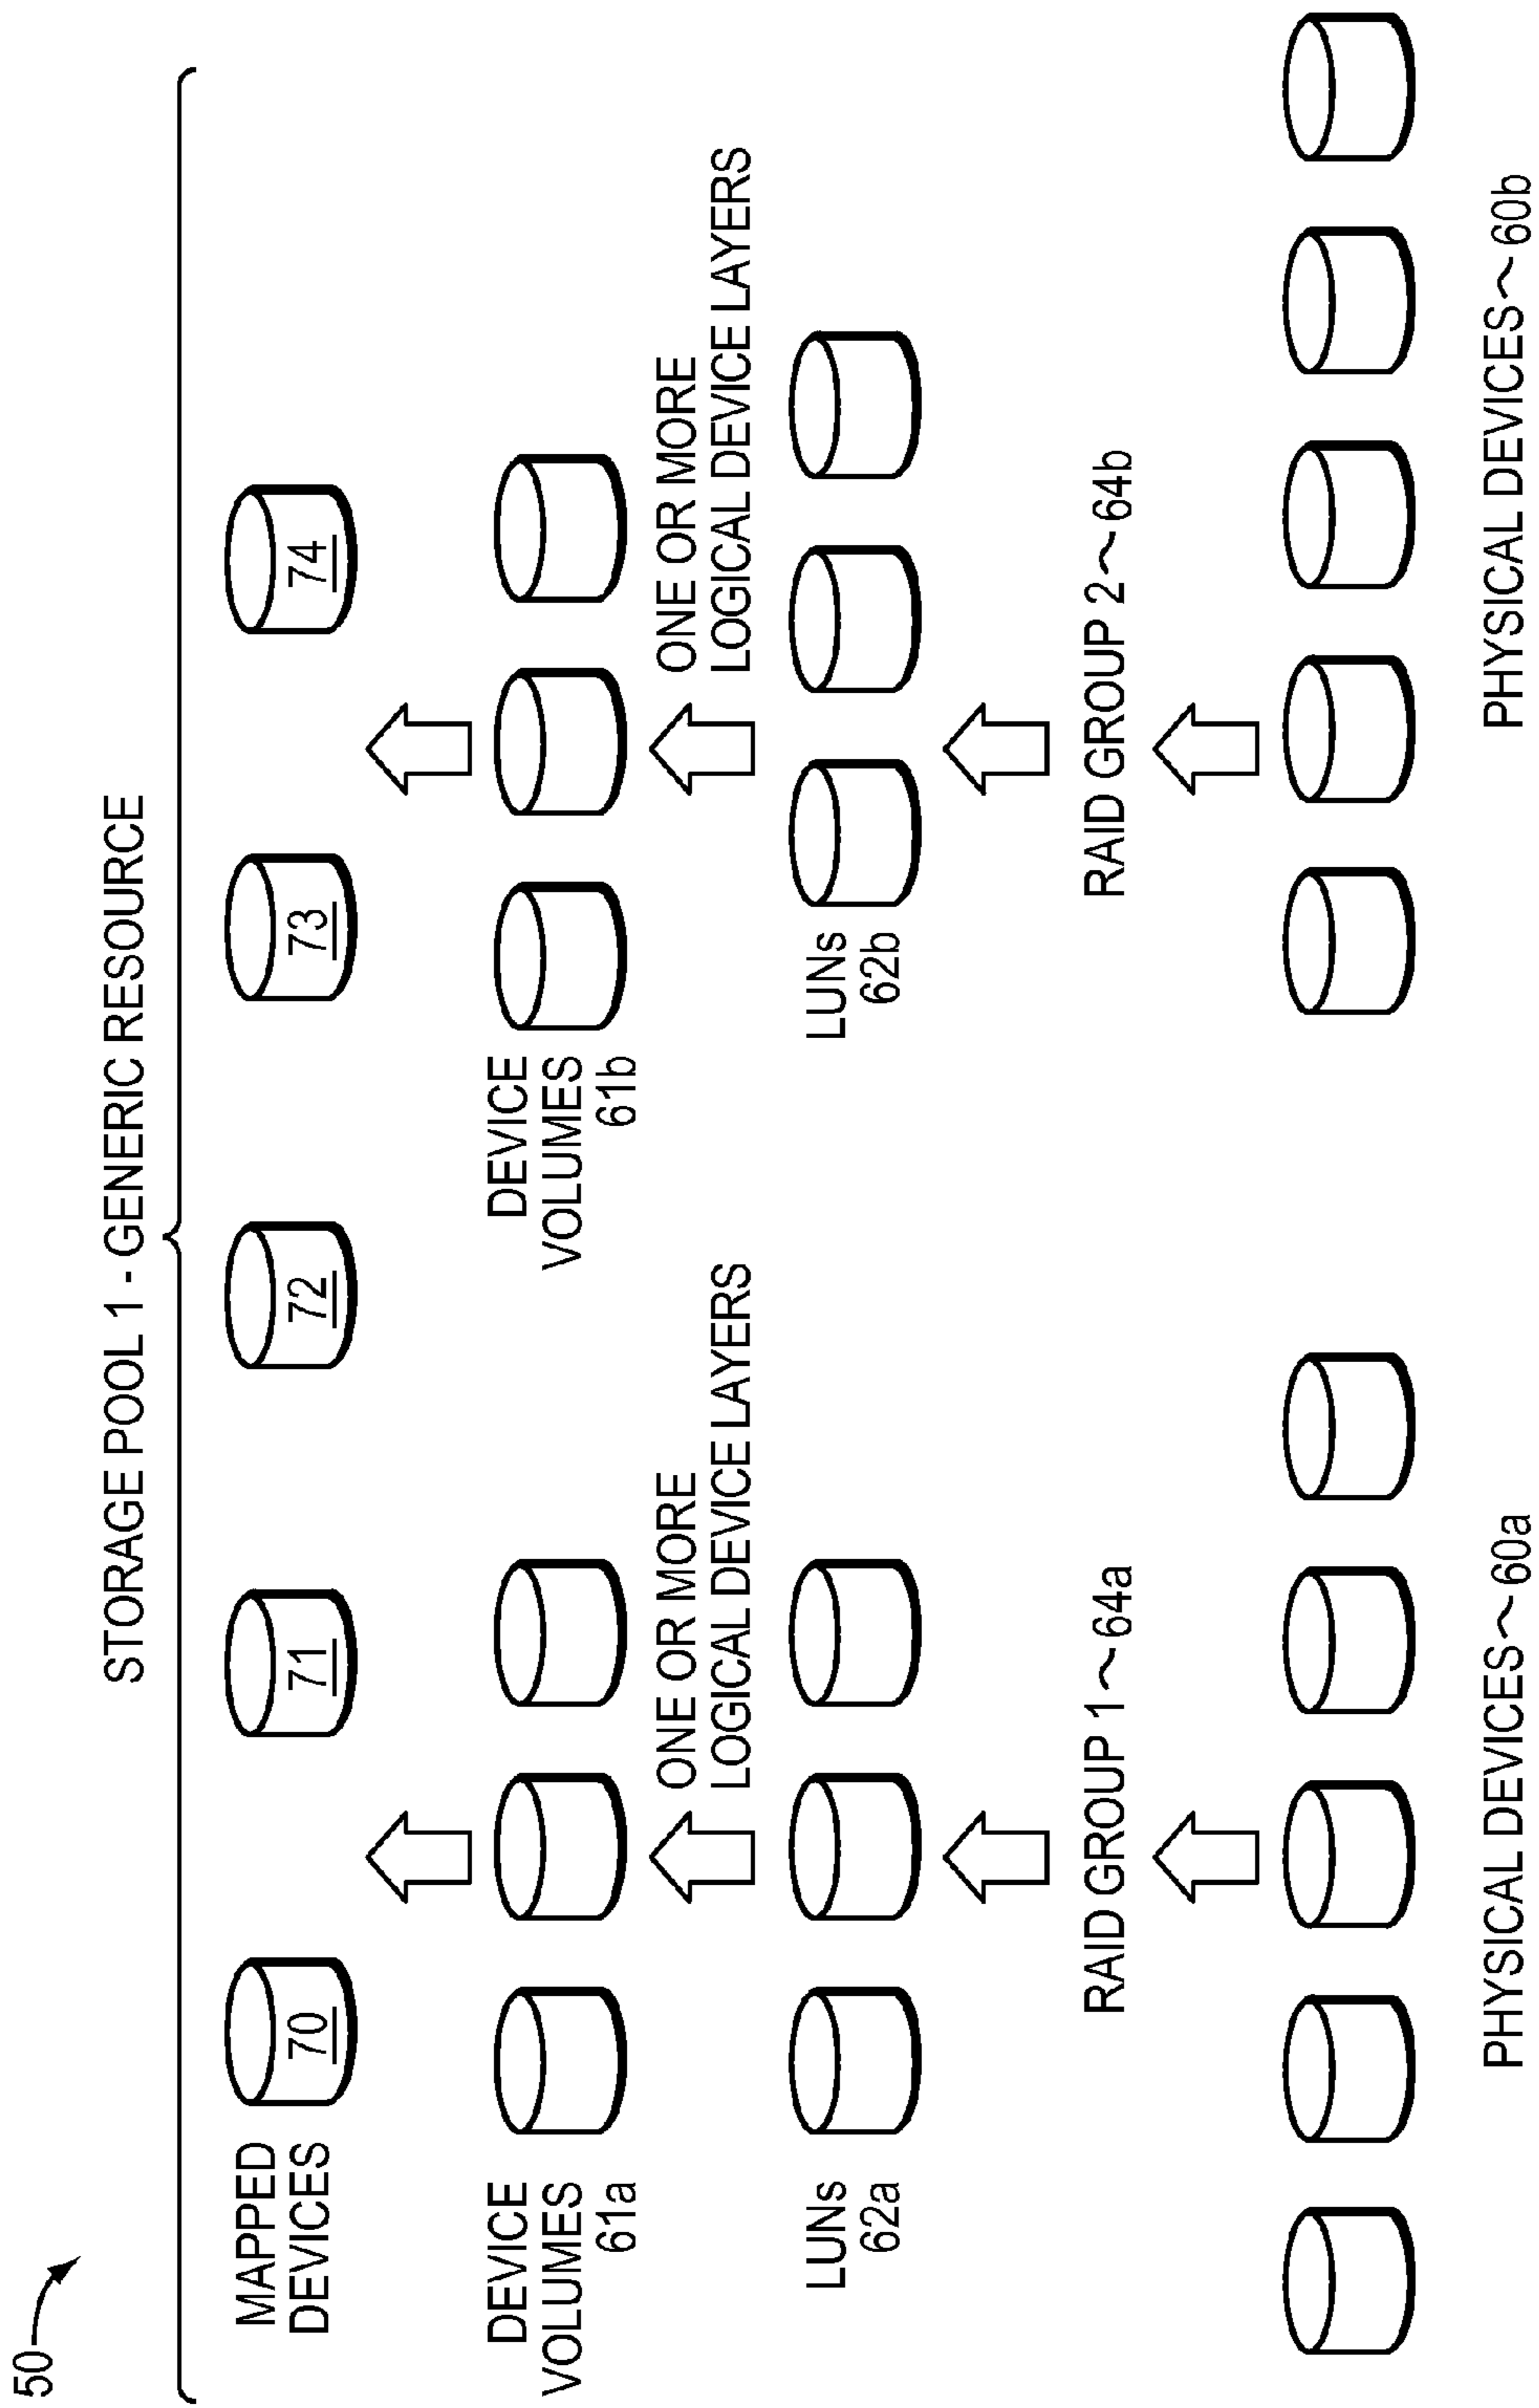 50
STORAGE POOL 1 - GENERIC RESOURCE
MAPPED
DEVICES
70
71
72
73
74
DEVICE
VOLUMES
61a
DEVICE
VOLUMES
61b
ONE OR MORE
LOGICAL DEVICE LAYERS
ONE OR MORE
LOGICAL DEVICE LAYERS
LUNs
62a
LUNs
62b
RAID GROUP 1~64a
RAID GROUP 2~64b
PHYSICAL DEVICES~60a
PHYSICAL DEVICES~60b